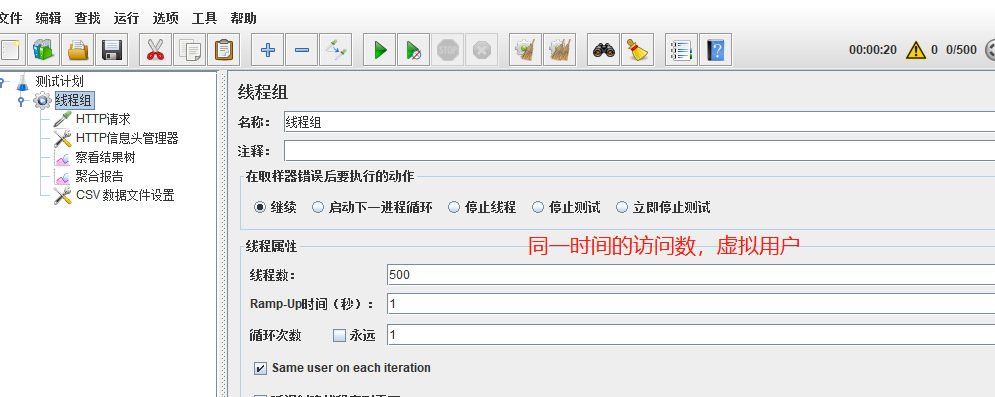 文件 编辑 查找 运行 选项 工具 帮助
00:00:20 0 0/500
测试计划
线程组
HTTP请求
HTTP信息头管理器
察看结果树
聚合报告
CSV 数据文件设置
线程组
名称： 线程组
注释：
在取样器错误后要执行的动作
继续 启动下一进程循环 停止线程 停止测试 立即停止测试
同一时间的访问数，虚拟用户
线程属性
线程数： 500
Ramp-Up时间（秒）： 1
循环次数 永远 1
Same user on each iteration